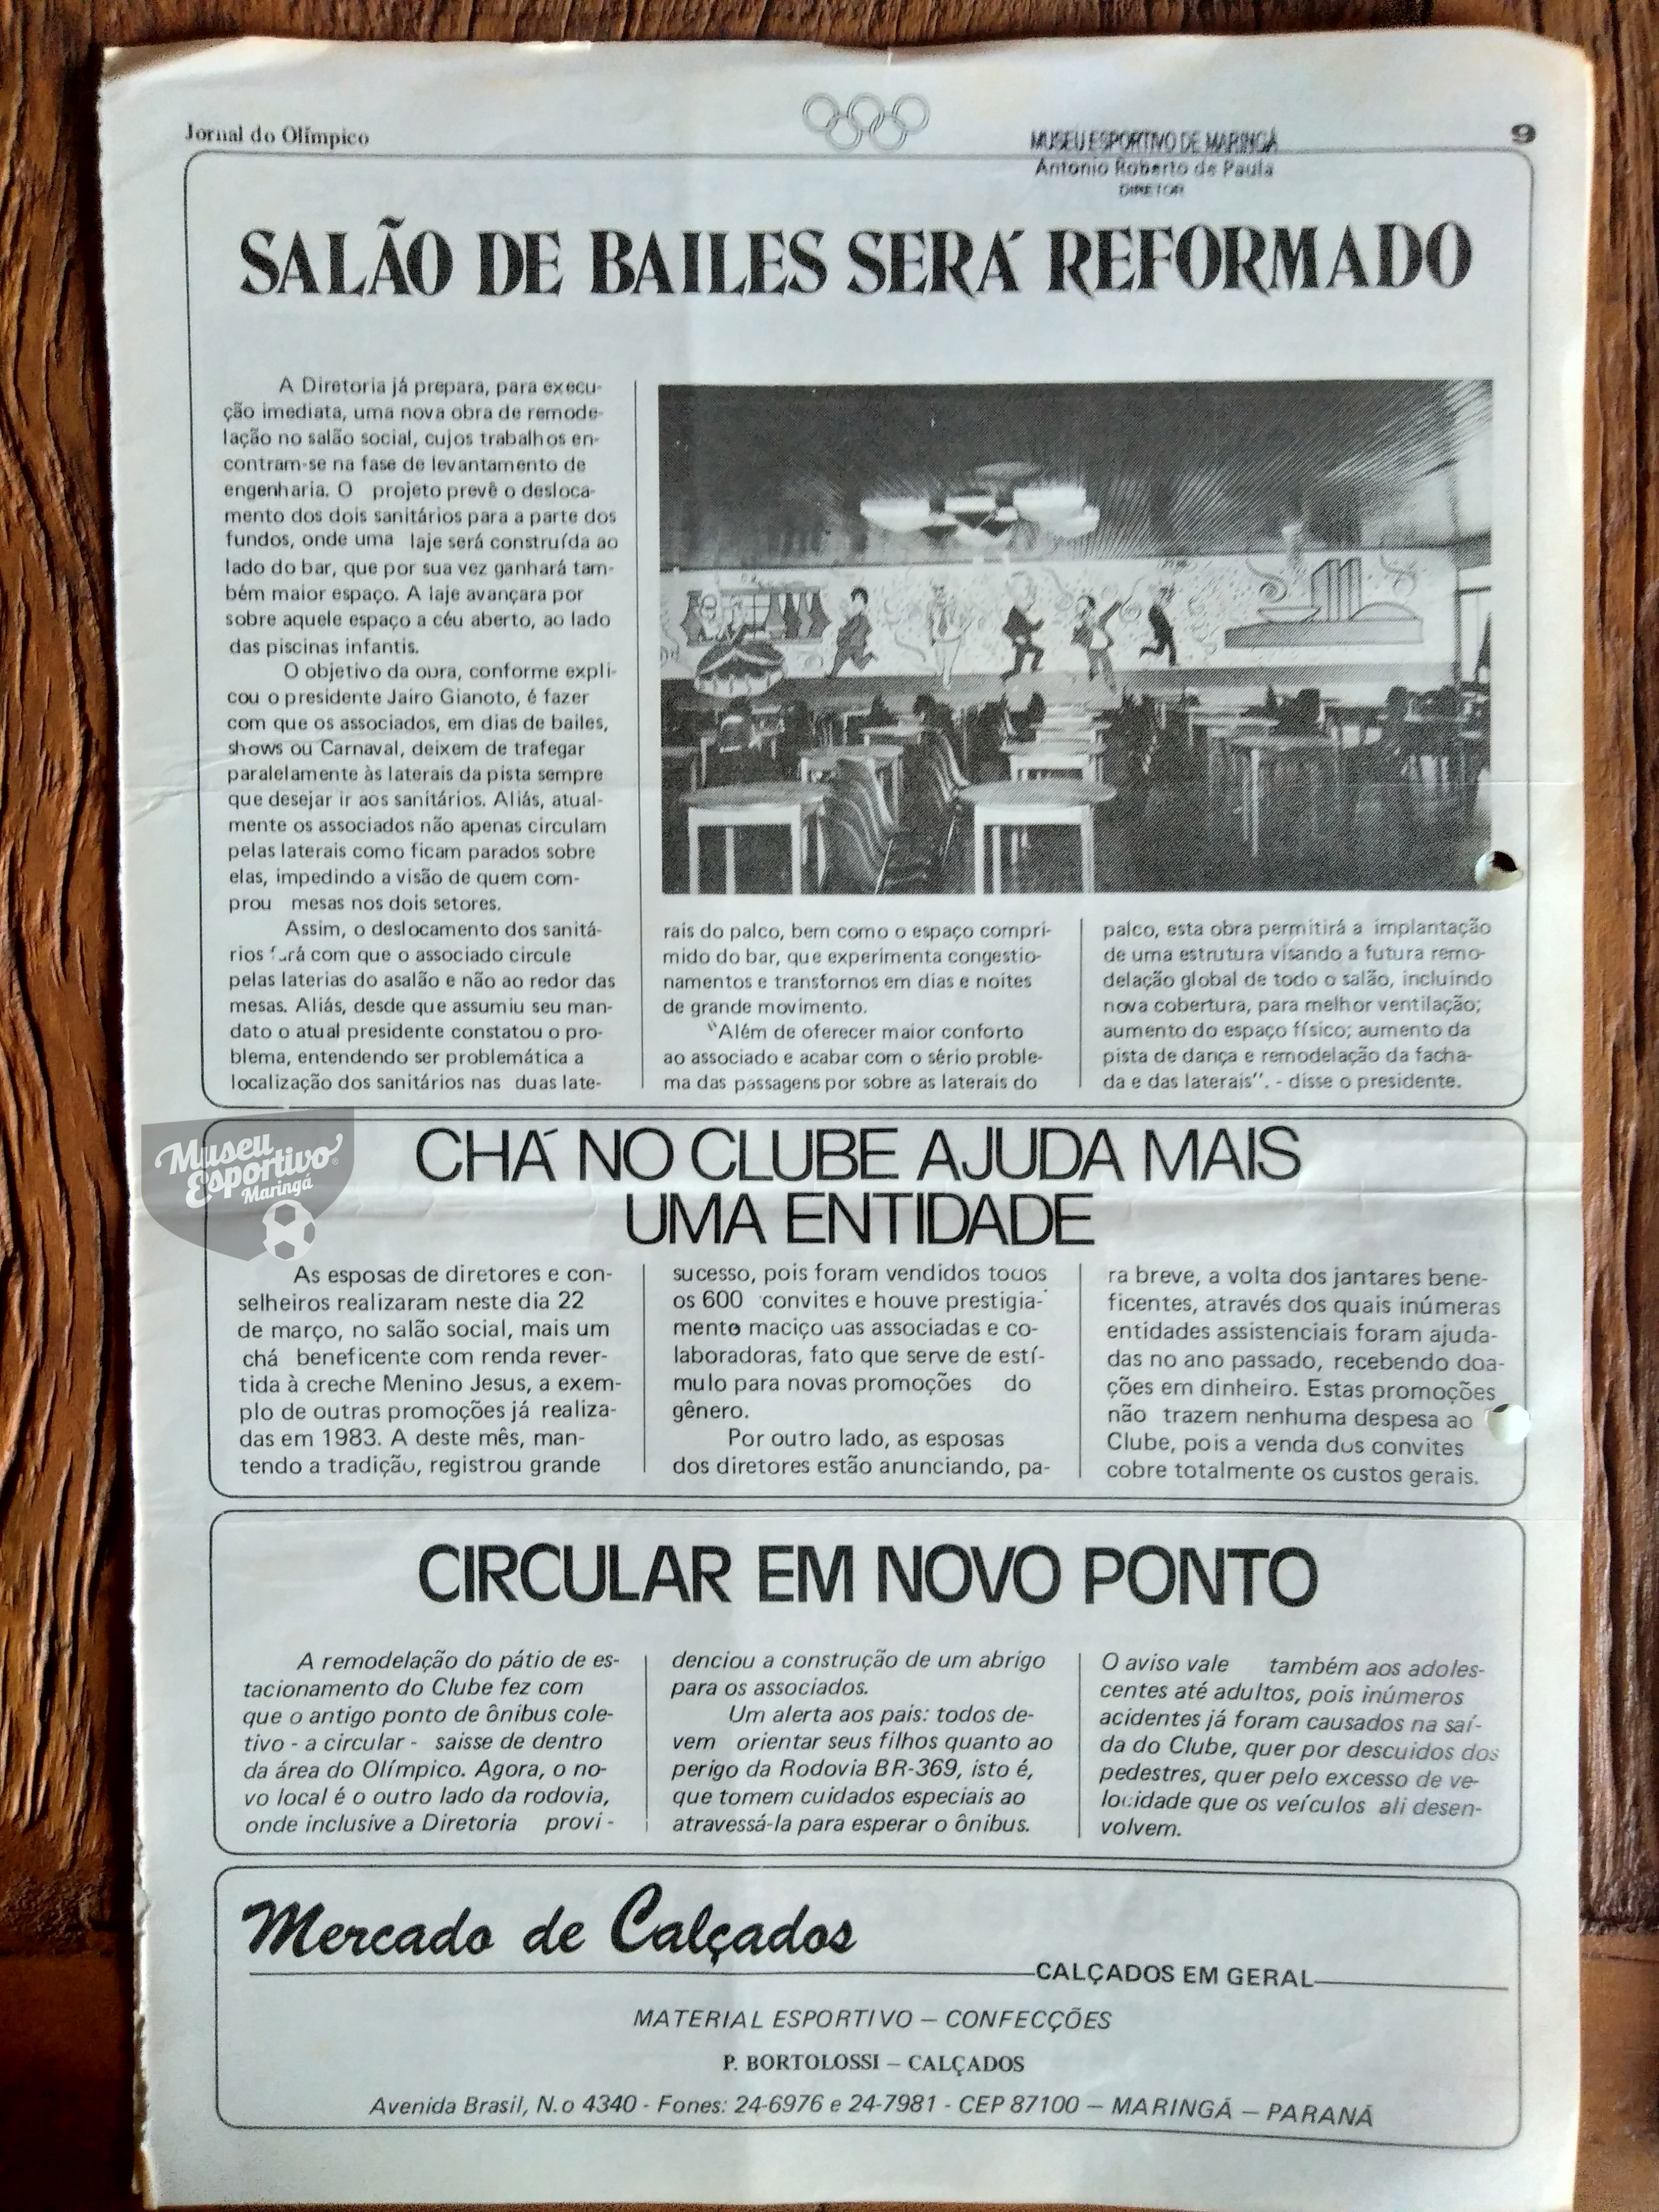 Jornal do Olímpico
MUSEU ESPORTIVO DE MARINGÁ
Antonio Roberto de Paula
DIRETOR
9
SALÃO DE BAILES SERÁ REFORMADO
A Diretoria já prepara, para execu-
ção imediata, uma nova obra de remode-
lação no salão social, cujos trabalhos en-
contram-se na fase de levantamento de
engenharia. O projeto prevê o desloca-
mento dos dois sanitários para a parte dos
fundos, onde uma laje será construída ao
lado do bar, que por sua vez ganhará tam-
bém maior espaço. A laje avançara por
sobre aquele espaço a céu aberto, ao lado
das piscinas infantis.
O objetivo da obra, conforme expli-
cou o presidente Jairo Gianoto, é fazer
com que os associados, em dias de bailes,
shows ou Carnaval, deixem de trafegar
paralelamente às laterais da pista sempre
que desejar ir aos sanitários. Aliás, atual-
mente os associados não apenas circulam
pelas laterais como ficam parados sobre
elas, impedindo a visão de quem com-
prou mesas nos dois setores.
Assim, o deslocamento dos sanitá-
rios fará com que o associado circule
pelas laterias do asalão e não ao redor das
mesas. Aliás, desde que assumiu seu man-
dato o atual presidente constatou o pro-
blema, entendendo ser problemática a
localização dos sanitários nas duas late-
rais do palco, bem como o espaço compri-
mido do bar, que experimenta congestio-
namentos e transtornos em dias e noites
de grande movimento.
"Além de oferecer maior conforto
ao associado e acabar com o sério proble-
ma das passagens por sobre as laterais do
palco, esta obra permitirá a implantação
de uma estrutura visando a futura remo-
delação global de todo o salão, incluindo
nova cobertura, para melhor ventilação;
aumento do espaço físico; aumento da
pista de dança e remodelação da facha-
da e das laterais". - disse o presidente.
Museu
Esportivo
Maringá
CHÁ NO CLUBE AJUDA MAIS
UMA ENTIDADE
As esposas de diretores e con-
selheiros realizaram neste dia 22
de março, no salão social, mais um
chá beneficente com renda rever-
tida à creche Menino Jesus, a exem-
plo de outras promoções já realiza-
das em 1983. A deste mês, man-
tendo a tradição, registrou grande
sucesso, pois foram vendidos todos
os 600 convites e houve prestigia-
mento maciço das associadas e co-
laboradoras, fato que serve de estí-
mulo para novas promoções do
gênero.
Por outro lado, as esposas
dos diretores estão anunciando, pa-
ra breve, a volta dos jantares bene-
ficentes, através dos quais inúmeras
entidades assistenciais foram ajuda-
das no ano passado, recebendo doa-
ções em dinheiro. Estas promoções
não trazem nenhuma despesa ao
Clube, pois a venda dos convites
cobre totalmente os custos gerais.
CIRCULAR EM NOVO PONTO
A remodelação do pátio de es-
tacionamento do Clube fez com
que o antigo ponto de ônibus cole-
tivo - a circular - saisse de dentro
da área do Olímpico. Agora, o no-
vo local é o outro lado da rodovia,
onde inclusive a Diretoria provi-
denciou a construção de um abrigo
para os associados.
Um alerta aos pais: todos de-
vem orientar seus filhos quanto ao
perigo da Rodovia BR-369, isto é,
que tomem cuidados especiais ao
atravessá-la para esperar o ônibus.
O aviso vale também aos adoles-
centes até adultos, pois inúmeros
acidentes já foram causados na saí-
da do Clube, quer por descuidos dos
pedestres, quer pelo excesso de ve-
locidade que os veículos ali desen-
volvem.
Mercado de Calçados
CALÇADOS EM GERAL
MATERIAL ESPORTIVO – CONFECÇÕES
P. BORTOLOSSI – CALÇADOS
Avenida Brasil, N.o 4340 - Fones: 24-6976 e 24-7981 - CEP 87100 – MARINGÁ – PARANÁ